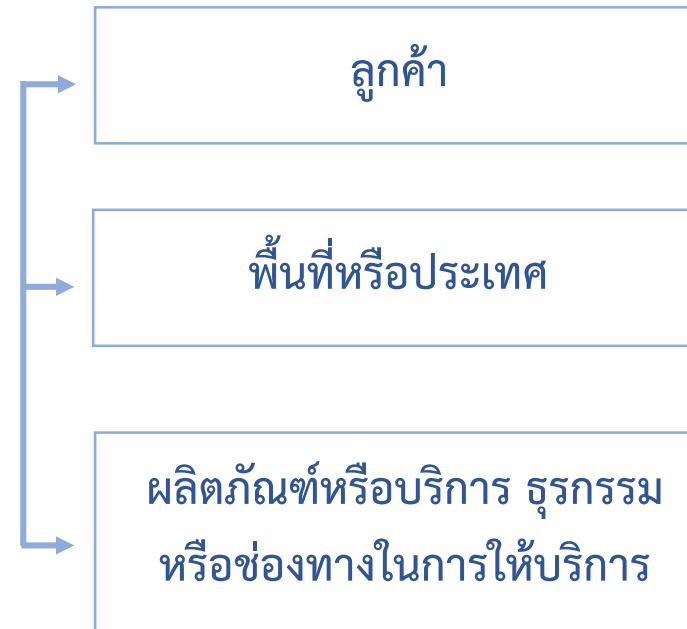 ลูกค้า
พื้นที่หรือประเทศ
ผลิตภัณฑ์หรือบริการ ธุรกรรม
หรือช่องทางในการให้บริการ